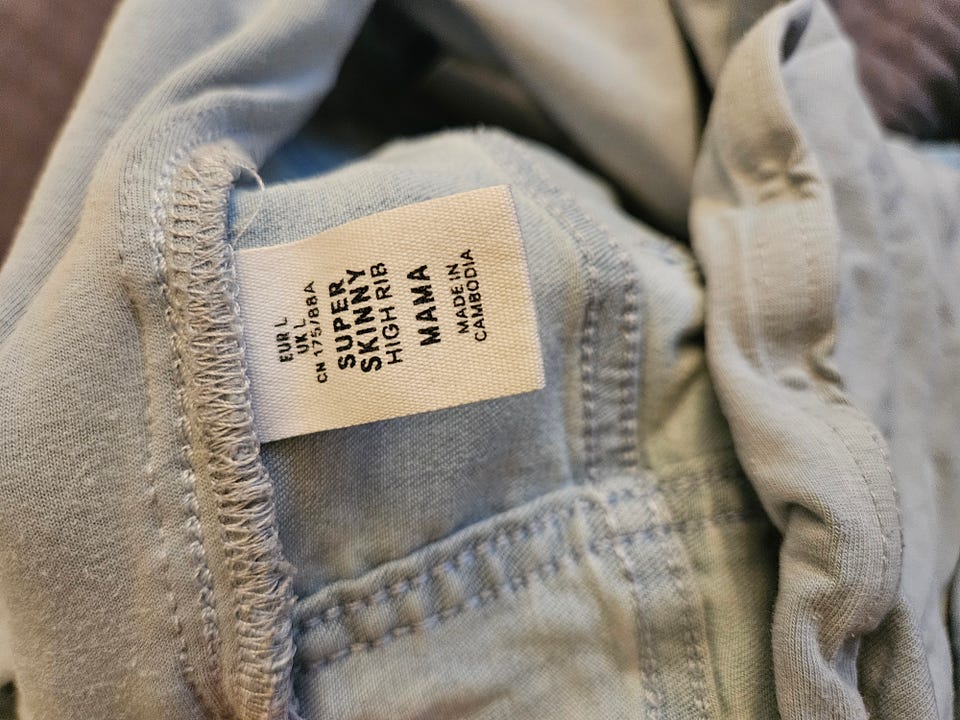 EUR L
UK L
CN 175/88A
SUPER
SKINNY
HIGH RIB
MAMA
MADE IN
CAMBODIA